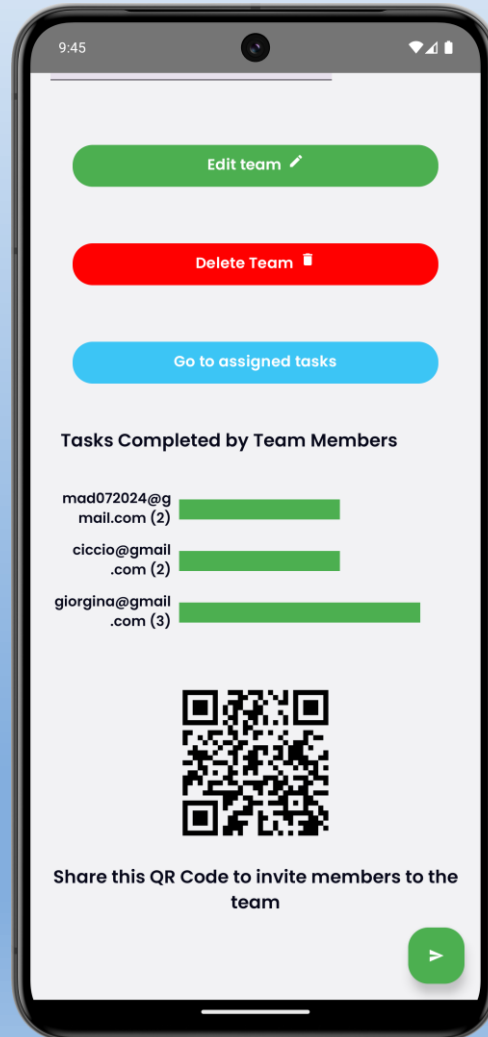 9:45
Edit team
Delete Team
Go to assigned tasks
Tasks Completed by Team Members
mad072024@g
mail.com (2)
ciccio@gmail
.com (2)
giorgina@gmail
.com (3)
Share this QR Code to invite members to the
team